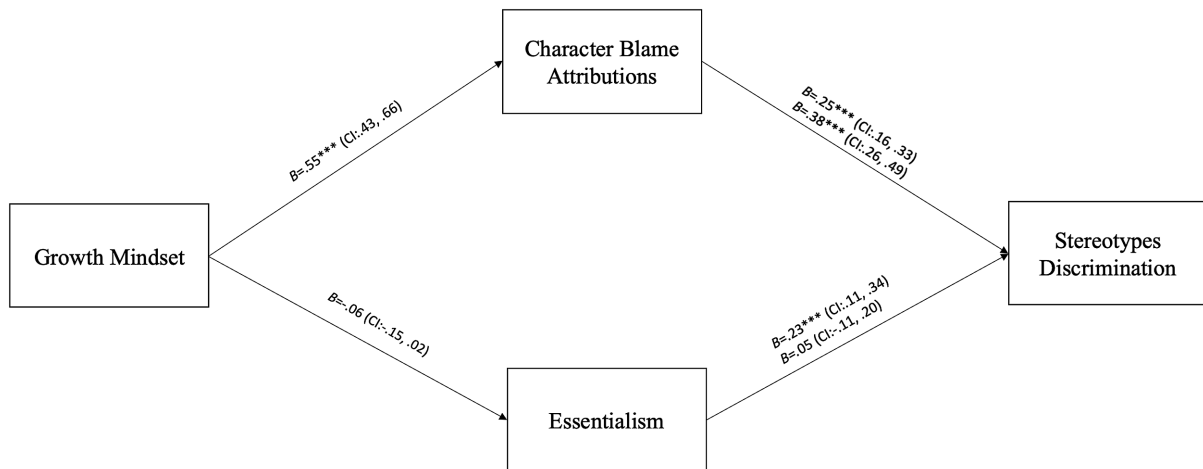 Character Blame
Attributions
B=.55*** (CI:.43, .66)
B=.25*** (CI:.16, .33)
B=.38*** (CI:.26, .49)
Growth Mindset
Stereotypes
Discrimination
B=-.06 (CI:-.15, .02)
B=.23*** (CI:.11, .34)
B=.05 (CI:-.11, .20)
Essentialism